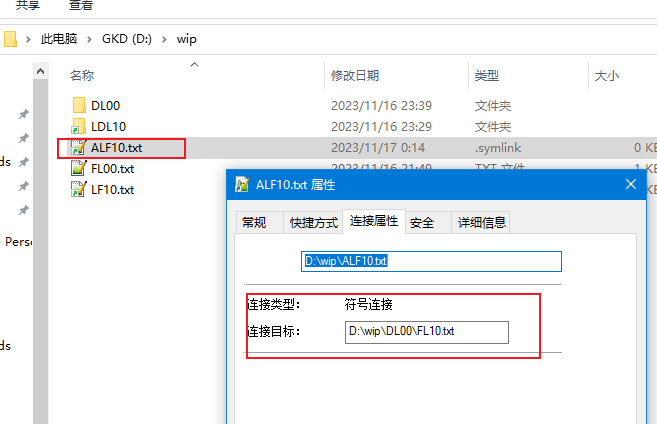 共享 查看
此电脑 GKD (D:) wip
名称 修改日期 类型 大小
DL00 2023/11/16 23:39 文件夹
LDL10 2023/11/16 23:29 文件夹
ALF10.txt 2023/11/17 0:14 .symlink 0 KB
FL00.txt 2023/11/16 21:49 TXT 文件 1 KB
LF10.txt
ds
Perso
ds
ALF10.txt 属性
常规 快捷方式 连接属性 安全 详细信息
D:\wip\ALF10.txt
连接类型： 符号连接
连接目标： D:\wip\DL00\FL10.txt